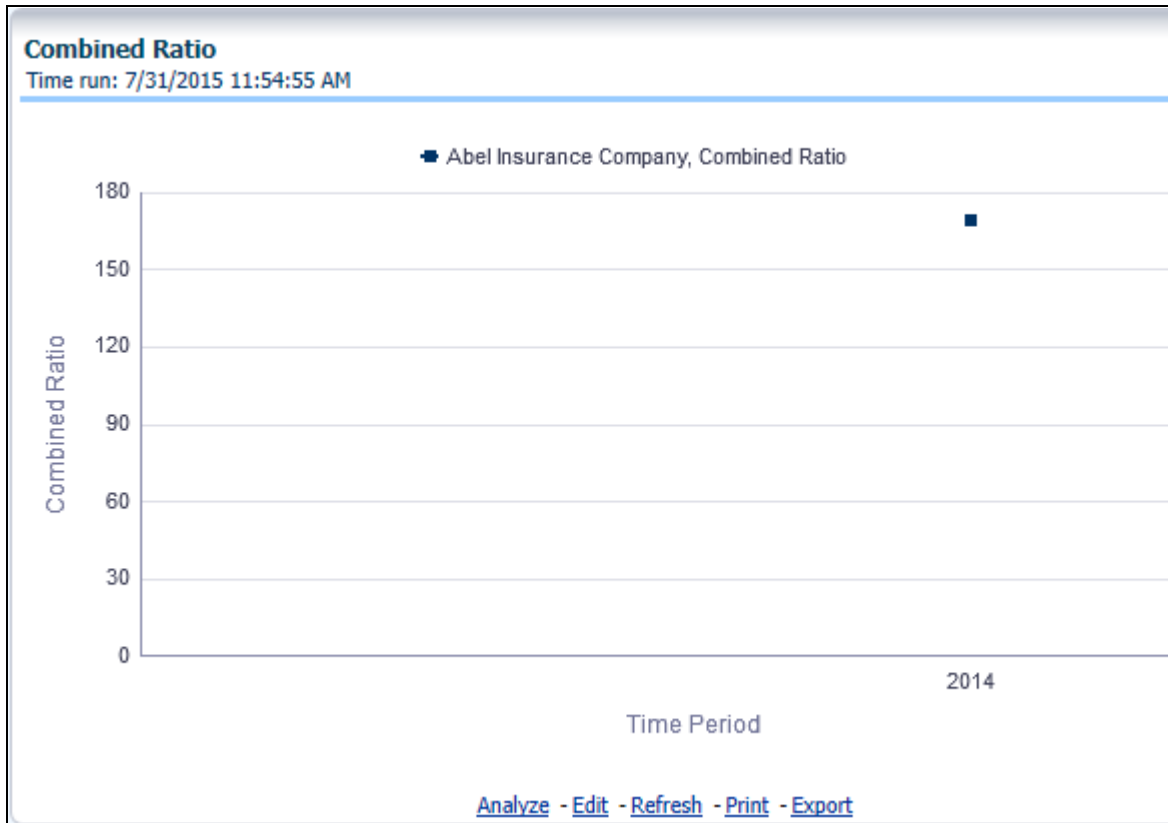 Combined Ratio
Time run: 7/31/2015 11:54:55 AM
Abel Insurance Company, Combined Ratio
180
150
120
90
60
30
0
Combined Ratio
2014
Time Period
Analyze - Edit - Refresh - Print - Export